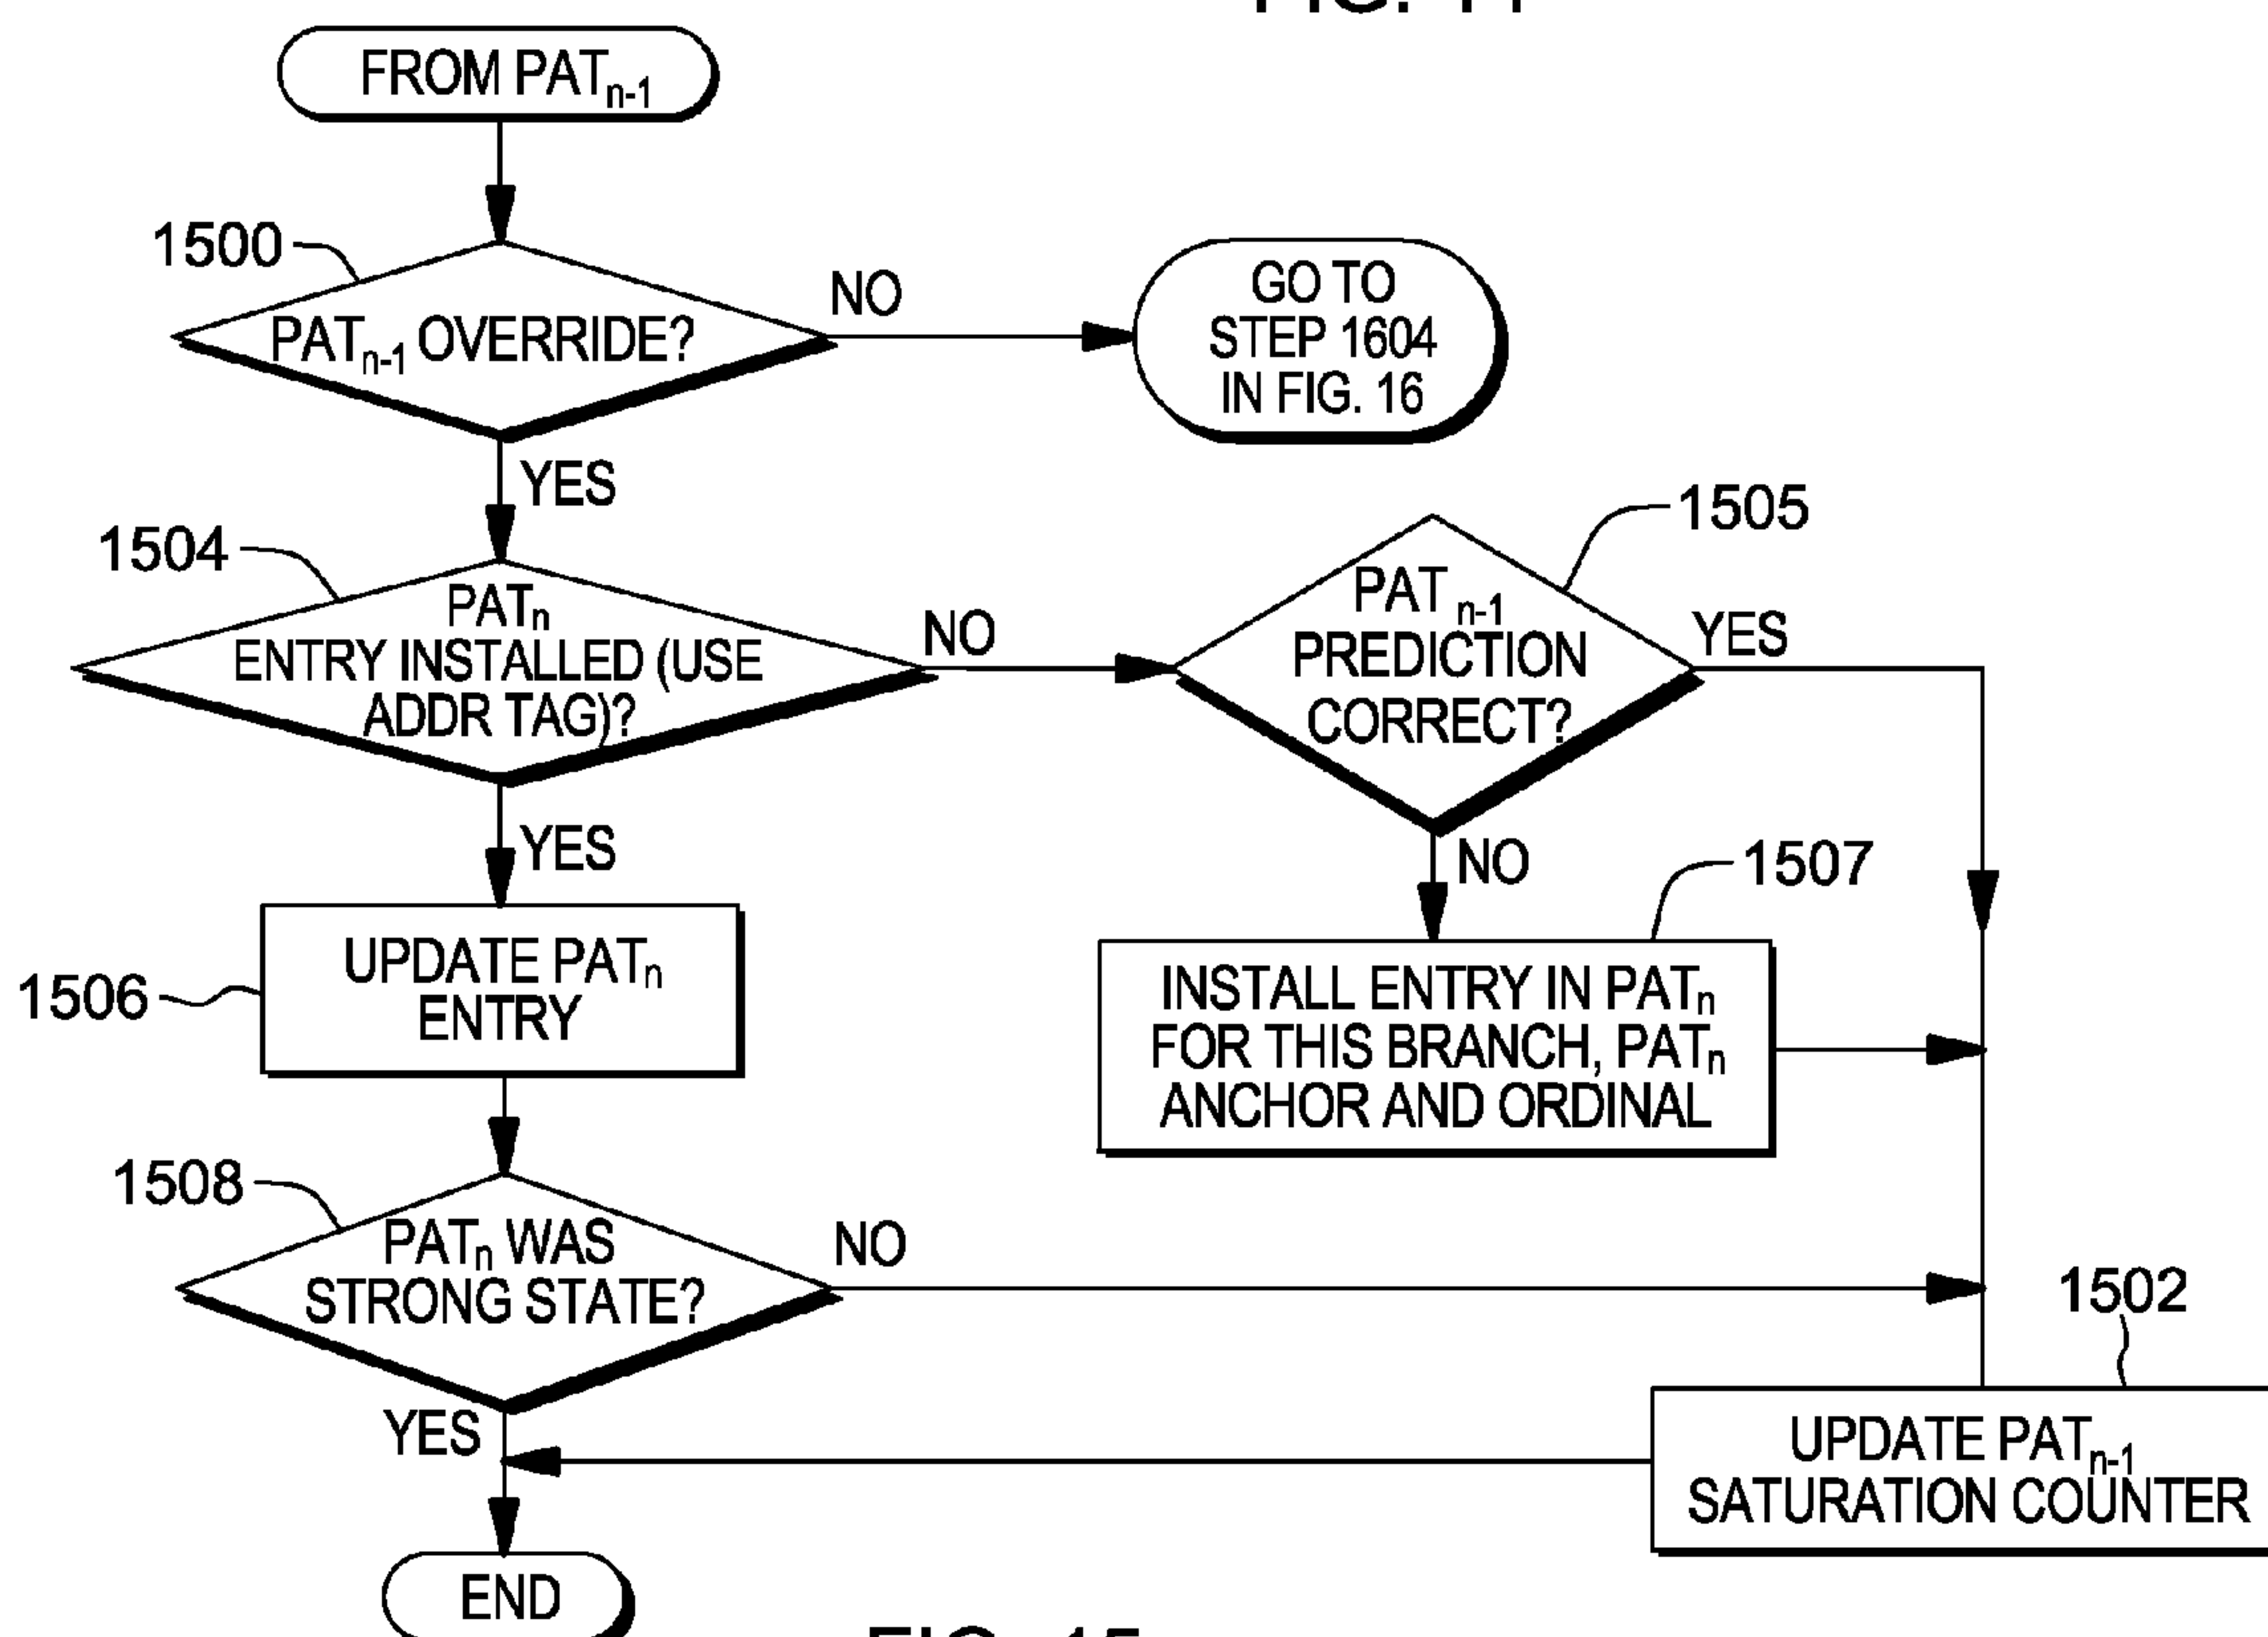 FROM PATn-1
1500
PATn-1 OVERRIDE?
NO
GO TO
STEP 1604
IN FIG. 16
YES
1504
PATn
ENTRY INSTALLED (USE
ADDR TAG)?
NO
1505
PAT n-1
PREDICTION
CORRECT?
YES
YES
NO
1506
UPDATE PATn
ENTRY
1507
INSTALL ENTRY IN PATn
FOR THIS BRANCH, PATn
ANCHOR AND ORDINAL
1508
PATn WAS
STRONG STATE?
NO
YES
1502
UPDATE PATn-1
SATURATION COUNTER
END